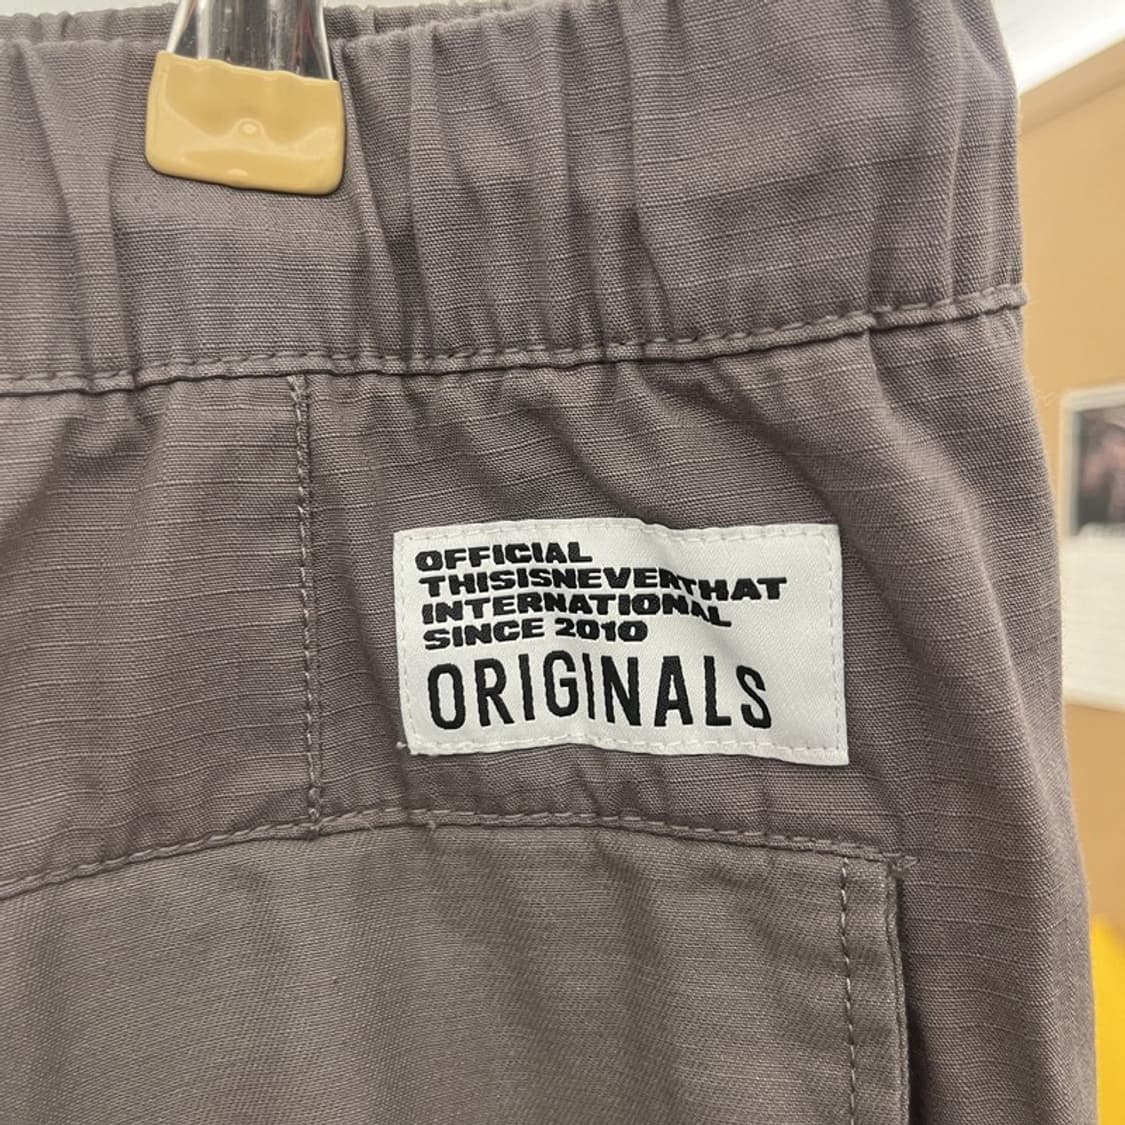 OFFICIAL
THISISNEVERTHAT
INTERNATIONAL
SINCE 2010
ORIGINALS